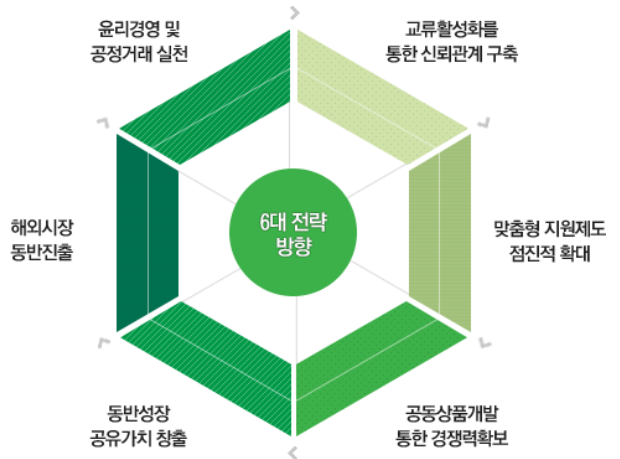 윤리경영 및
공정거래 실천
교류활성화를
통한 신뢰관계 구축
해외시장
동반진출
6대 전략
방향
맞춤형 지원제도
점진적 확대
동반성장
공유가치 창출
공동상품개발
통한 경쟁력확보